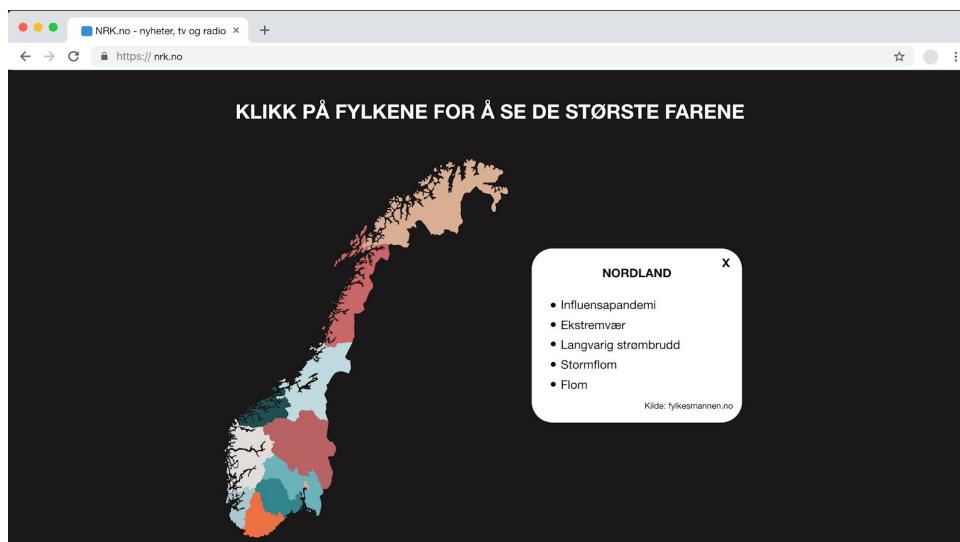 NRK.no - nyheter, tv og radio
https:// nrk.no
KLIKK PÅ FYLKENE FOR Å SE DE STØRSTE FARENE
X
NORDLAND
Influensapandemi
Ekstremvær
Langvarig strømbrudd
Stormflom
Flom
Kilde: fylkesmannen.no